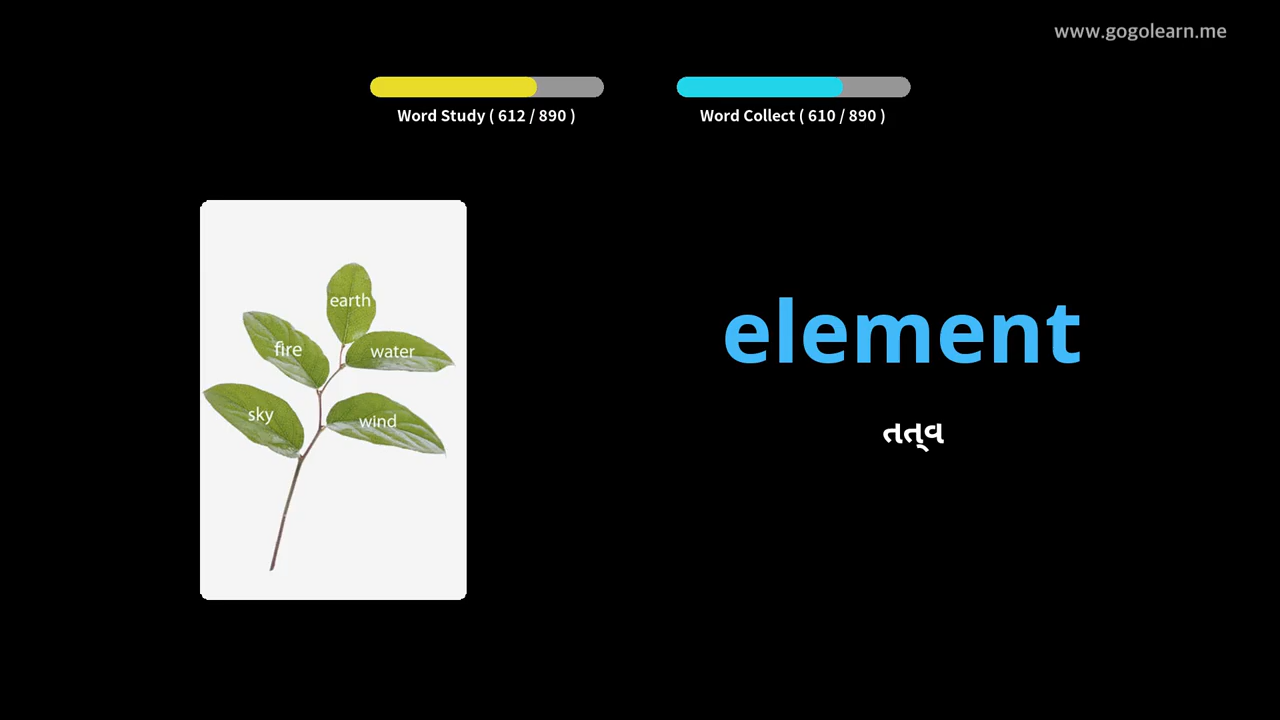 www.gogolearn.me
Word Study ( 612 / 890 )
Word Collect ( 610 / 890 )
earth
fire
water
sky
wind
element
તત્વ